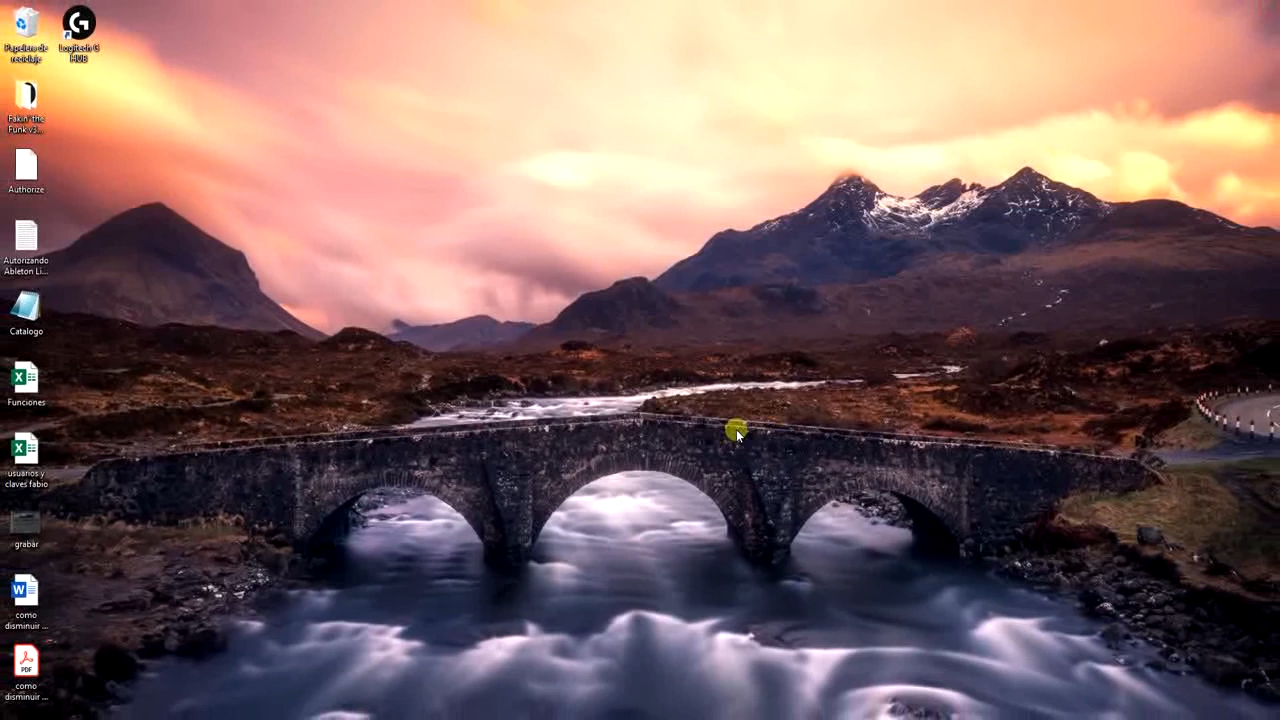 Papelera de
reciclaje
Logitech G
HUB
Fakin' the
Funk v3...
Authorize
Autorizando
Ableton Li...
Catalogo
Funciones
usuarios y
claves fabio
grabar
como
disminuir ...
PDF
como
disminuir ...